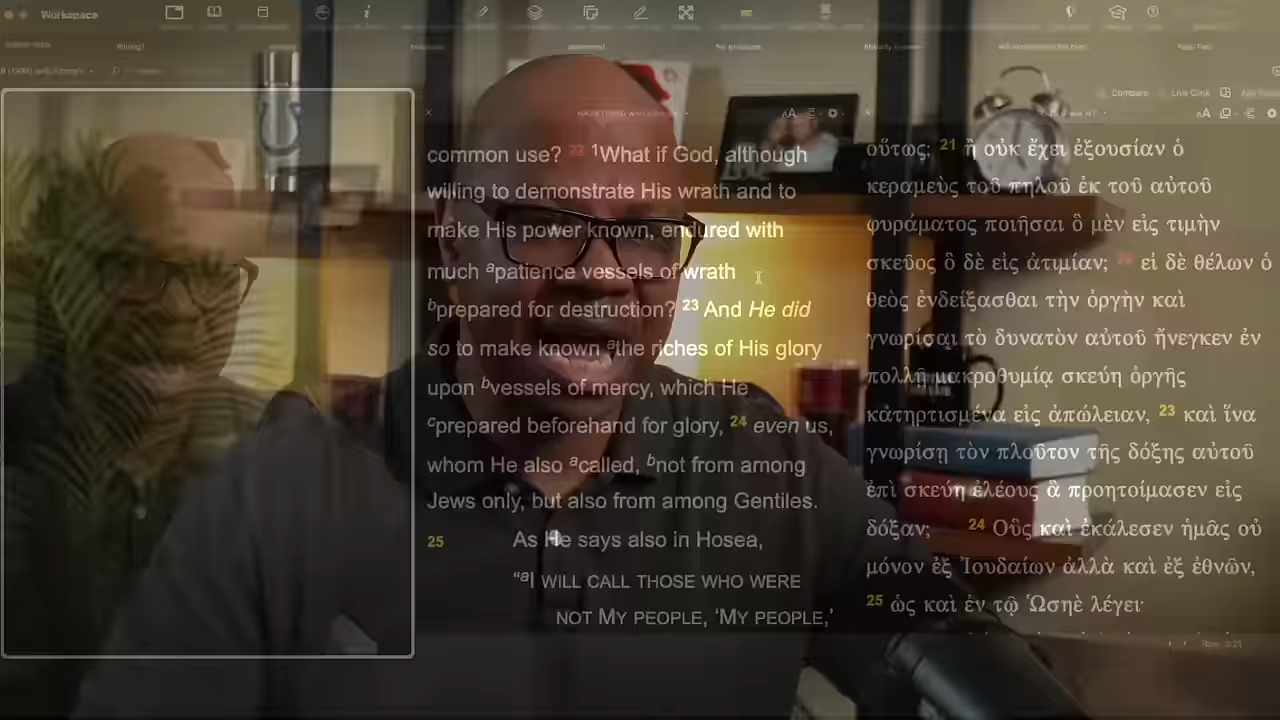 Workspace
Compare
Live Click
common use? 22 ¹What if God, although
willing to demonstrate His wrath and to
make His power known, endured with
much ᵃpatience vessels of wrath
ᵇprepared for destruction? 23 And He did
so to make known ᵃthe riches of His glory
upon ᵇvessels of mercy, which He
ᶜprepared beforehand for glory, 24 even us,
whom He also ᵃcalled, ᵇnot from among
Jews only, but also from among Gentiles.
25 As He says also in Hosea,
“ᵃI WILL CALL THOSE WHO WERE
NOT MY PEOPLE, ‘MY PEOPLE,’
οὕτως; 21 ἢ οὐκ ἔχει ἐξουσίαν ὁ
κεραμεὺς τοῦ πηλοῦ ἐκ τοῦ αὐτοῦ
φυράματος ποιῆσαι ὃ μὲν εἰς τιμὴν
σκεῦος ὃ δὲ εἰς ἀτιμίαν; 22 εἰ δὲ θέλων ὁ
θεὸς ἐνδείξασθαι τὴν ὀργὴν καὶ
γνωρίσαι τὸ δυνατὸν αὐτοῦ ἤνεγκεν ἐν
πολλῇ μακροθυμίᾳ σκεύη ὀργῆς
κατηρτισμένα εἰς ἀπώλειαν, 23 καὶ ἵνα
γνωρίσῃ τὸν πλοῦτον τῆς δόξης αὐτοῦ
ἐπὶ σκεύη ἐλέους ἃ προητοίμασεν εἰς
δόξαν; 24 Οὓς καὶ ἐκάλεσεν ἡμᾶς οὐ
μόνον ἐξ Ἰουδαίων ἀλλὰ καὶ ἐξ ἐθνῶν,
25 ὡς καὶ ἐν τῷ Ὡσηὲ λέγει·